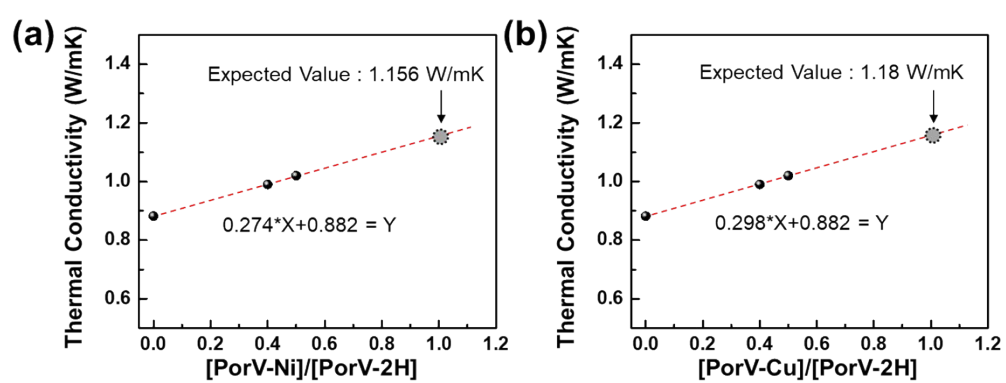 (a)
Thermal Conductivity (W/mK)
1.4
1.2
1.0
0.8
0.6
Expected Value : 1.156 W/mK
0.274*X+0.882 = Y
0.0 0.2 0.4 0.6 0.8 1.0 1.2
[PorV-Ni]/[PorV-2H]
(b)
Thermal Conductivity (W/mK)
1.4
1.2
1.0
0.8
0.6
Expected Value : 1.18 W/mK
0.298*X+0.882 = Y
0.0 0.2 0.4 0.6 0.8 1.0 1.2
[PorV-Cu]/[PorV-2H]